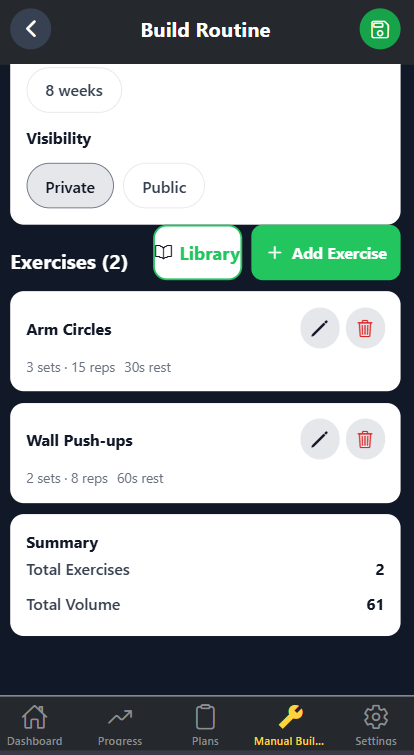 Build Routine
8 weeks
Visibility
Private Public
Exercises (2) Library + Add Exercise
Arm Circles
3 sets · 15 reps 30s rest
Wall Push-ups
2 sets · 8 reps 60s rest
Summary
Total Exercises 2
Total Volume 61
Dashboard Progress Plans Manual Buil... Settings